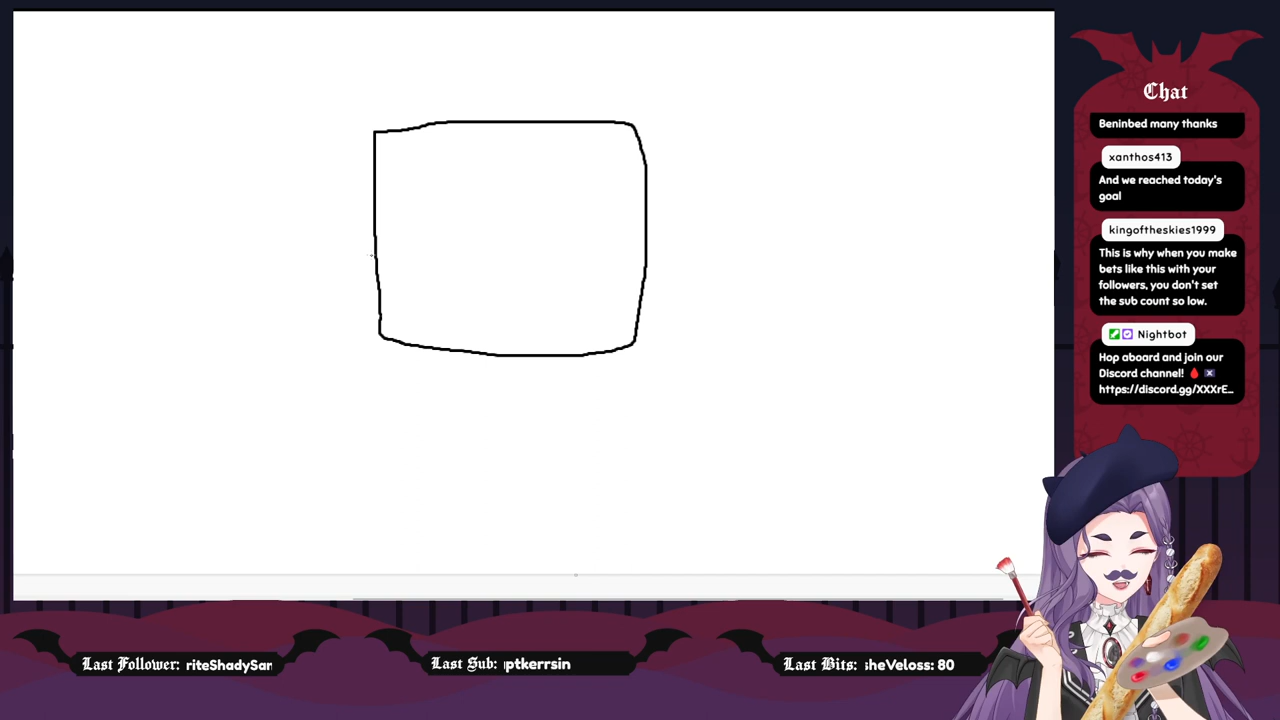 Chat
Beninbed many thanks
xanthos413
And we reached today's
goal
kingoftheskies1999
This is why when you make
bets like this with your
followers, you don't set
the sub count so low.
Nightbot
Hop aboard and join our
Discord channel!
https://discord.gg/XXXrE...
Last Follower: riteShadySar
Last Sub: ptkerrsin
Last Bits: heVeloss: 80